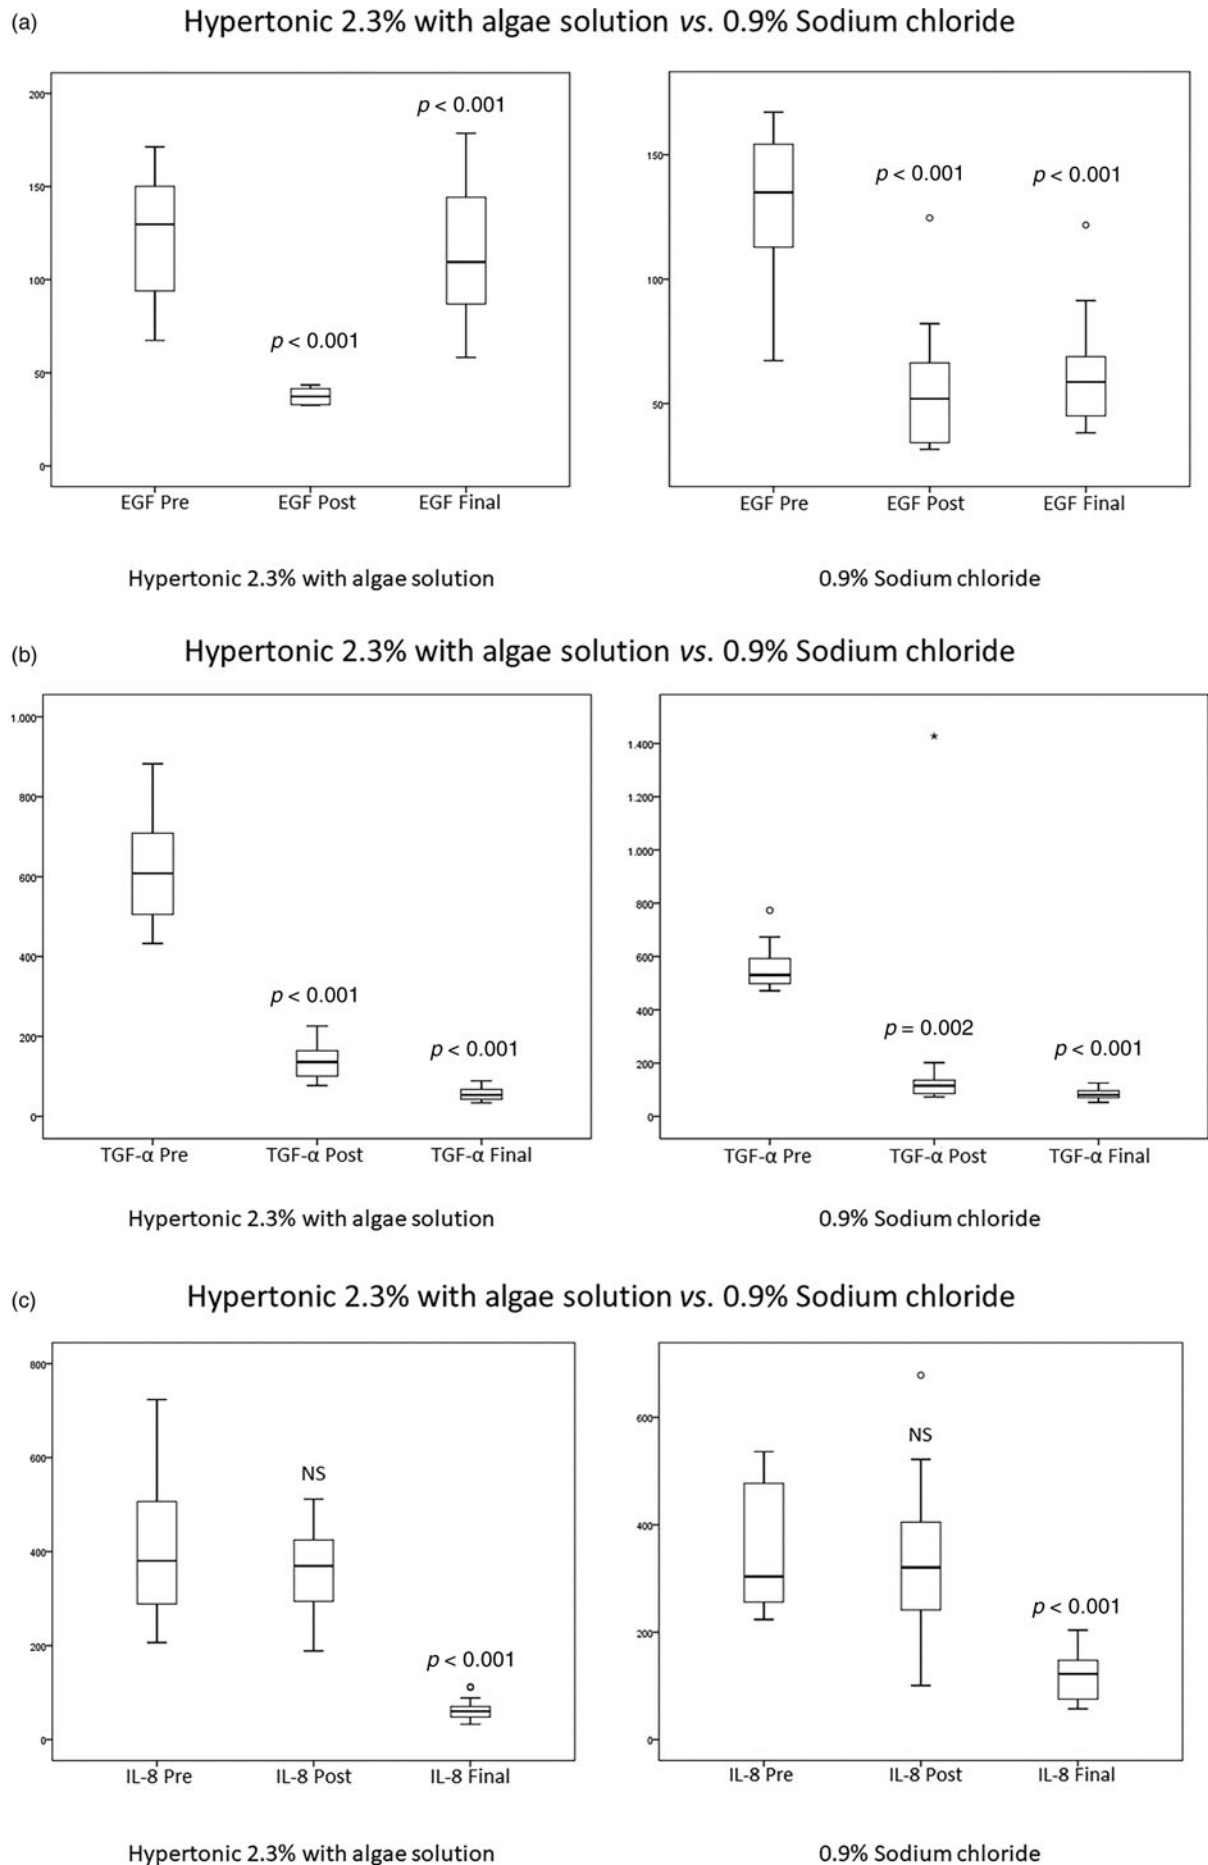 (a)
Hypertonic 2.3% with algae solution vs. 0.9% Sodium chloride
200
150
100
50
0
p < 0.001
p < 0.001
EGF Pre EGF Post EGF Final
Hypertonic 2.3% with algae solution
150
100
50
p < 0.001
p < 0.001
EGF Pre EGF Post EGF Final
0.9% Sodium chloride
(b)
Hypertonic 2.3% with algae solution vs. 0.9% Sodium chloride
1.000
800
600
400
200
0
p < 0.001
p < 0.001
TGF-α Pre TGF-α Post TGF-α Final
Hypertonic 2.3% with algae solution
1.400
1.200
1.000
800
600
400
200
0
p = 0.002
p < 0.001
TGF-α Pre TGF-α Post TGF-α Final
0.9% Sodium chloride
(c)
Hypertonic 2.3% with algae solution vs. 0.9% Sodium chloride
800
600
400
200
0
NS
p < 0.001
IL-8 Pre IL-8 Post IL-8 Final
Hypertonic 2.3% with algae solution
600
400
200
0
NS
p < 0.001
IL-8 Pre IL-8 Post IL-8 Final
0.9% Sodium chloride